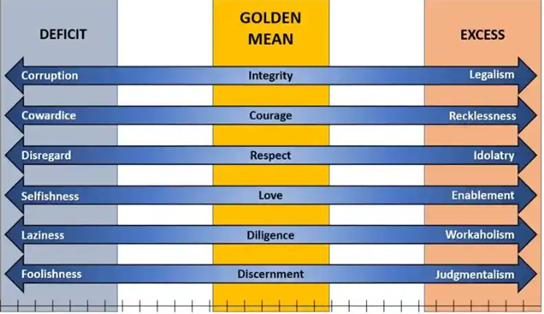 DEFICIT
GOLDEN
MEAN
EXCESS
Corruption Integrity Legalism
Cowardice Courage Recklessness
Disregard Respect Idolatry
Selfishness Love Enablement
Laziness Diligence Workaholism
Foolishness Discernment Judgmentalism